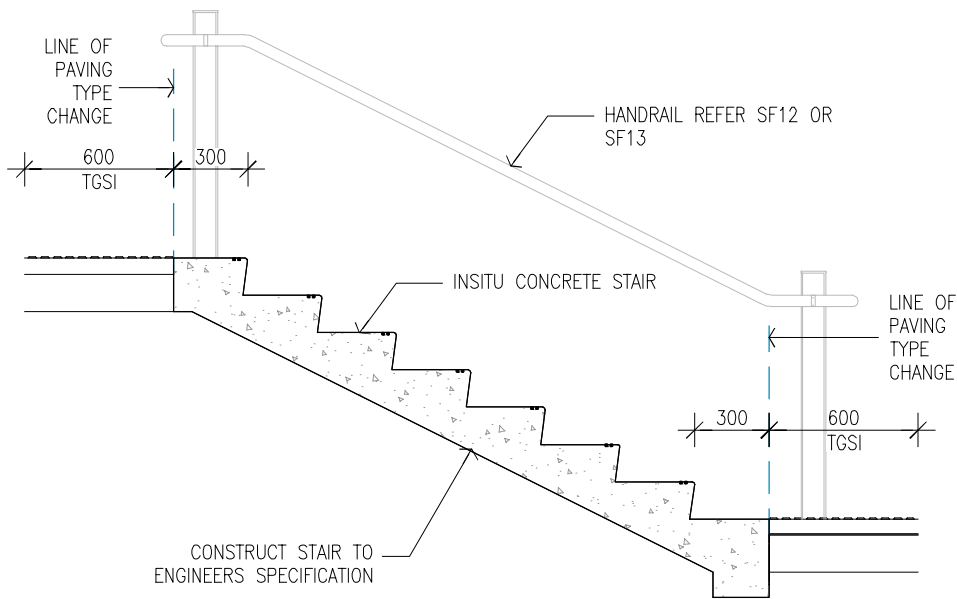 LINE OF
PAVING
TYPE
CHANGE
600
TGSI
300
HANDRAIL REFER SF12 OR
SF13
INSITU CONCRETE STAIR
LINE OF
PAVING
TYPE
CHANGE
300
600
TGSI
CONSTRUCT STAIR TO
ENGINEERS SPECIFICATION